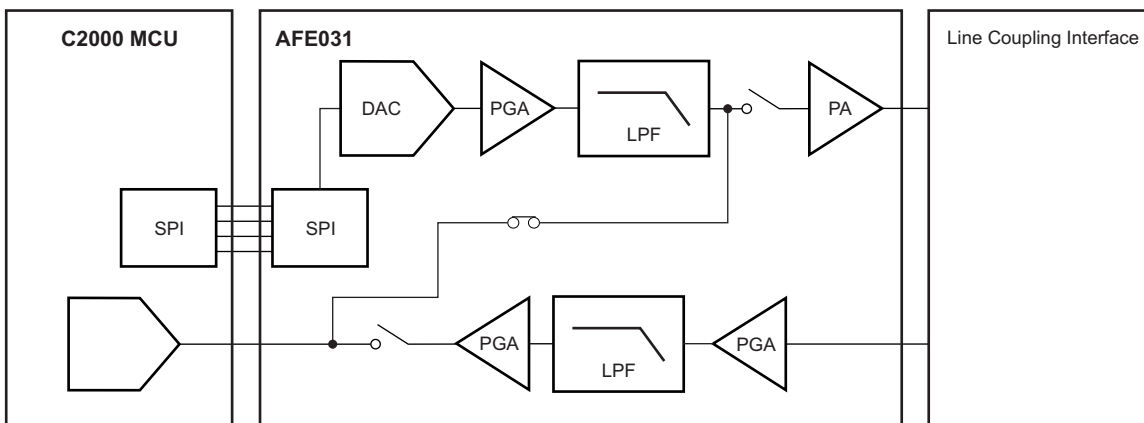 C2000 MCU
AFE031
Line Coupling Interface
DAC
PGA
LPF
PA
SPI
SPI
PGA
LPF
PGA